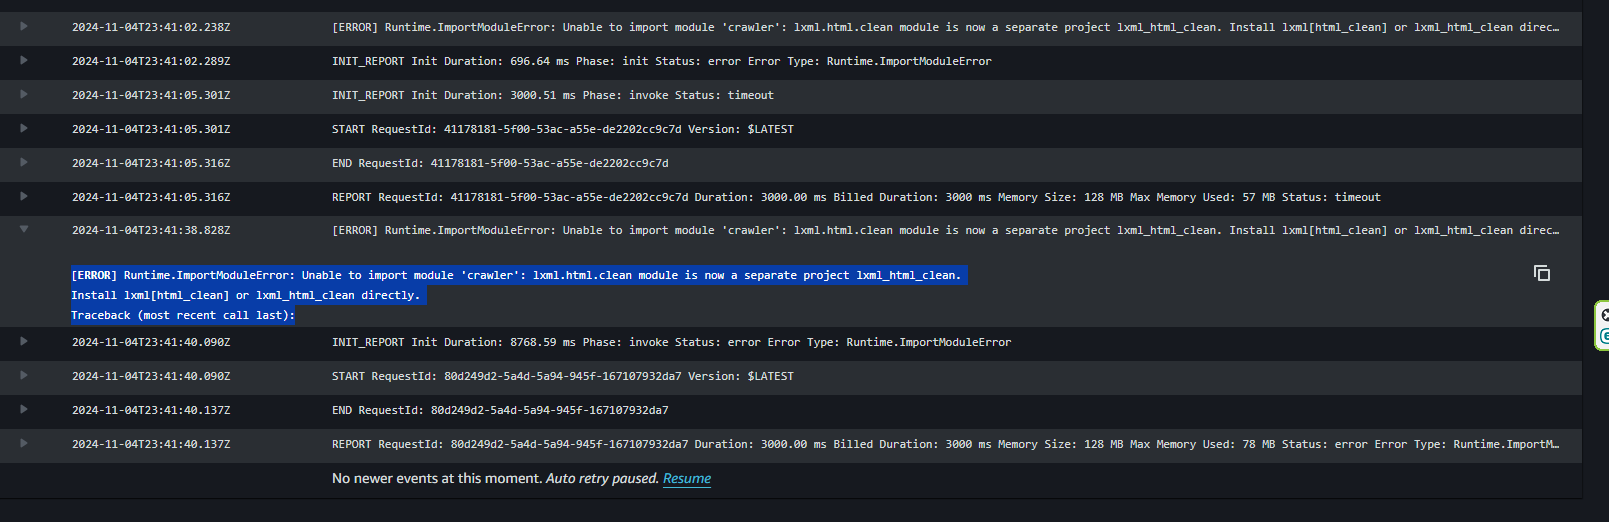 2024-11-04T23:41:02.238Z [ERROR] Runtime.ImportModuleError: Unable to import module 'crawler': lxml.html.clean module is now a separate project lxml_html_clean. Install lxml[html_clean] or lxml_html_clean direc…
2024-11-04T23:41:02.289Z INIT_REPORT Init Duration: 696.64 ms Phase: init Status: error Error Type: Runtime.ImportModuleError
2024-11-04T23:41:05.301Z INIT_REPORT Init Duration: 3000.51 ms Phase: invoke Status: timeout
2024-11-04T23:41:05.301Z START RequestId: 41178181-5f00-53ac-a55e-de2202cc9c7d Version: $LATEST
2024-11-04T23:41:05.316Z END RequestId: 41178181-5f00-53ac-a55e-de2202cc9c7d
2024-11-04T23:41:05.316Z REPORT RequestId: 41178181-5f00-53ac-a55e-de2202cc9c7d Duration: 3000.00 ms Billed Duration: 3000 ms Memory Size: 128 MB Max Memory Used: 57 MB Status: timeout
2024-11-04T23:41:38.828Z [ERROR] Runtime.ImportModuleError: Unable to import module 'crawler': lxml.html.clean module is now a separate project lxml_html_clean. Install lxml[html_clean] or lxml_html_clean direc…
[ERROR] Runtime.ImportModuleError: Unable to import module 'crawler': lxml.html.clean module is now a separate project lxml_html_clean.
Install lxml[html_clean] or lxml_html_clean directly.
Traceback (most recent call last):
2024-11-04T23:41:40.090Z INIT_REPORT Init Duration: 8768.59 ms Phase: invoke Status: error Error Type: Runtime.ImportModuleError
2024-11-04T23:41:40.090Z START RequestId: 80d249d2-5a4d-5a94-945f-167107932da7 Version: $LATEST
2024-11-04T23:41:40.137Z END RequestId: 80d249d2-5a4d-5a94-945f-167107932da7
2024-11-04T23:41:40.137Z REPORT RequestId: 80d249d2-5a4d-5a94-945f-167107932da7 Duration: 3000.00 ms Billed Duration: 3000 ms Memory Size: 128 MB Max Memory Used: 78 MB Status: error Error Type: Runtime.ImportM…
No newer events at this moment. Auto retry paused. Resume